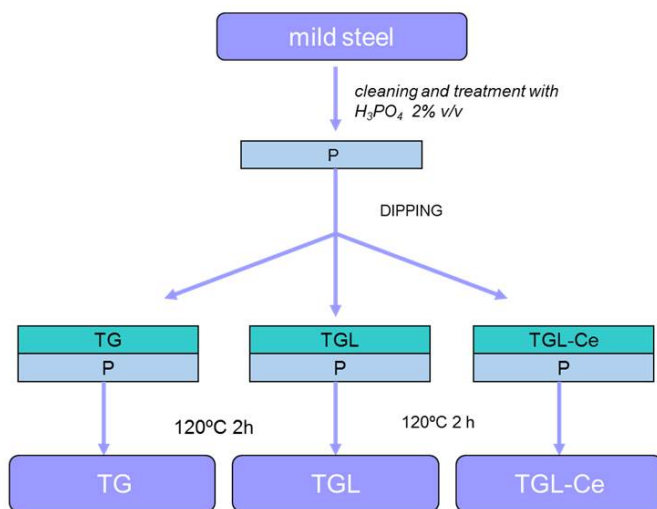 mild steel
cleaning and treatment with
H₃PO₄ 2% v/v
P
DIPPING
TG
TGL
TGL-Ce
P
P
P
120ºC 2h
120ºC 2 h
TG
TGL
TGL-Ce